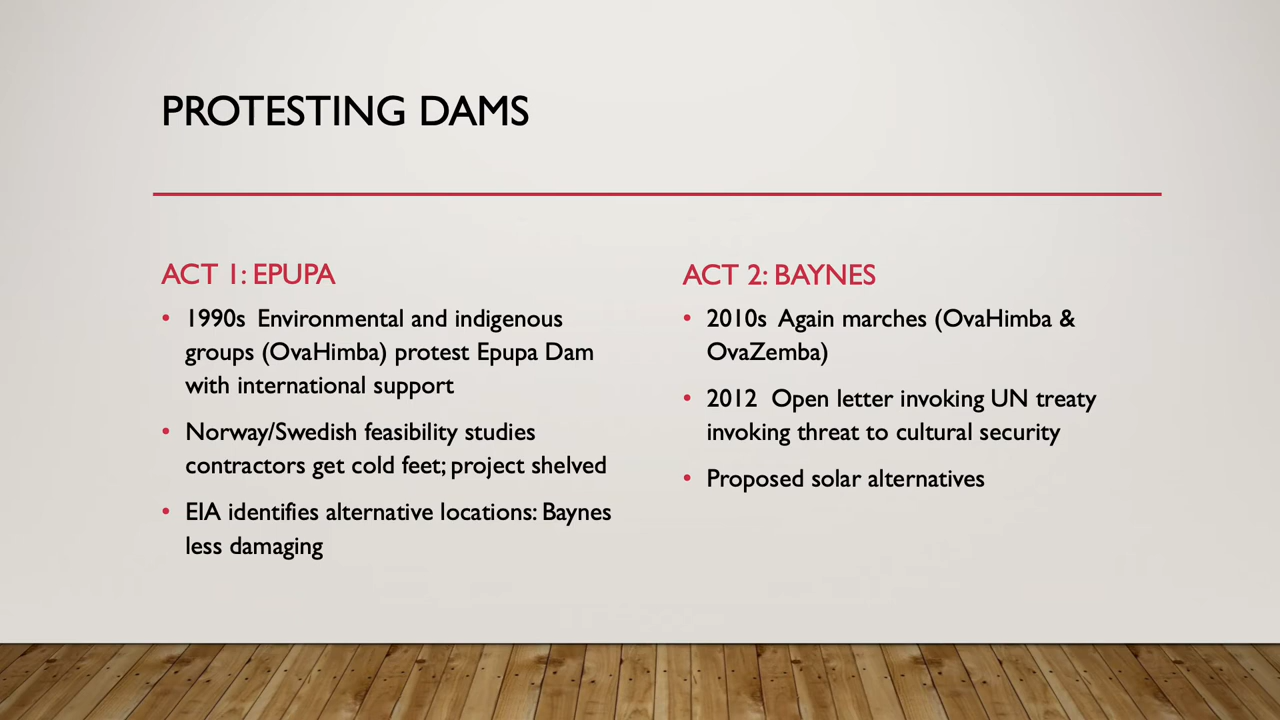 PROTESTING DAMS
ACT 1: EPUPA
• 1990s  Environmental and indigenous
groups (OvaHimba) protest Epupa Dam
with international support
• Norway/Swedish feasibility studies
contractors get cold feet; project shelved
• EIA identifies alternative locations: Baynes
less damaging
ACT 2: BAYNES
• 2010s  Again marches (OvaHimba &
OvaZemba)
• 2012  Open letter invoking UN treaty
invoking threat to cultural security
• Proposed solar alternatives